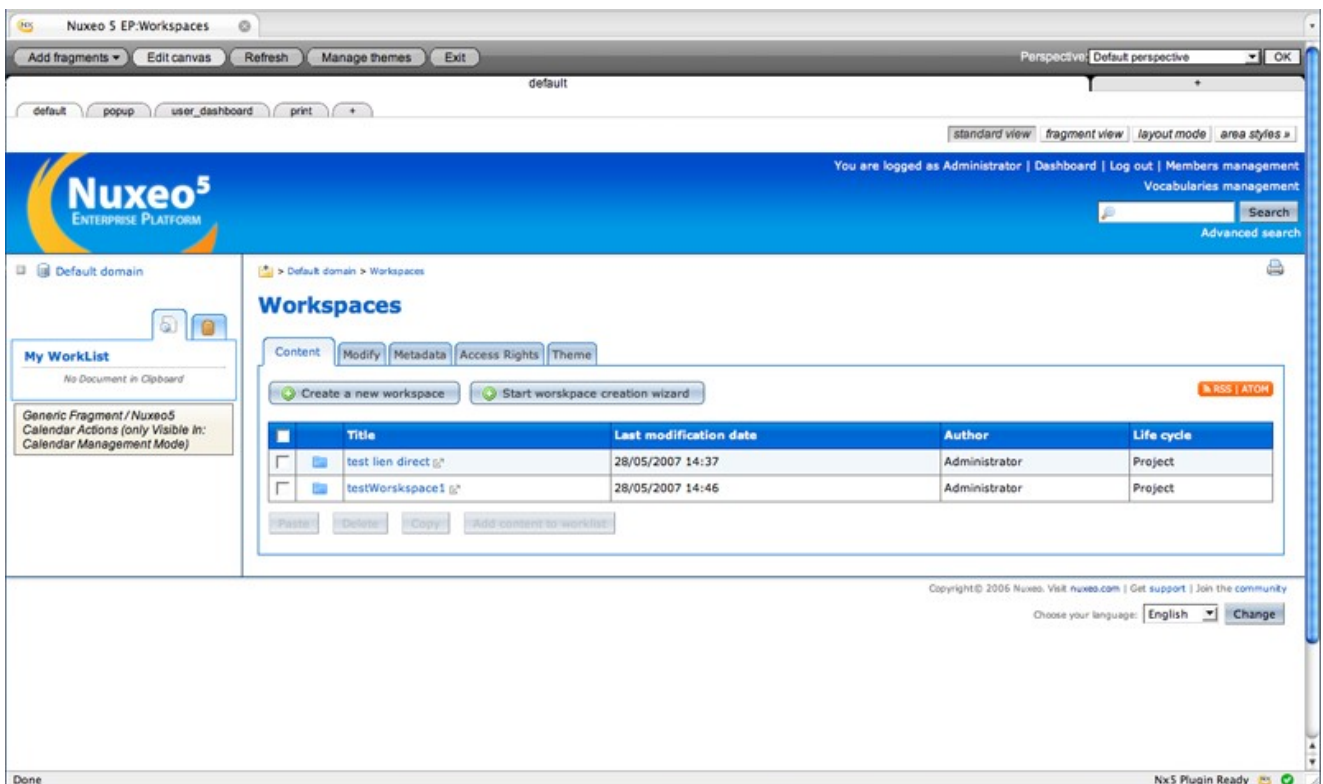 Nuxeo 5 EP:Workspaces
Add fragments Edit canvas Refresh Manage themes Exit Perspective: Default perspective OK
default +
default popup user_dashboard print +
standard view fragment view layout mode area styles »
You are logged as Administrator | Dashboard | Log out | Members management
Vocabularies management
Nuxeo5
ENTERPRISE PLATFORM
Search
Advanced search
Default domain
> Default domain > Workspaces
Workspaces
Content Modify Metadata Access Rights Theme
My WorkList
No Document in Clipboard
Create a new workspace Start worskpace creation wizard RSS | ATOM
Generic Fragment / Nuxeo5
Calendar Actions (only Visible In:
Calendar Management Mode)
Title Last modification date Author Life cycle
test lien direct 28/05/2007 14:37 Administrator Project
testWorskspace1 28/05/2007 14:46 Administrator Project
Paste Delete Copy Add content to worklist
Copyright© 2006 Nuxeo. Visit nuxeo.com | Get support | Join the community
Choose your language: English Change
Done Nx5 Plugin Ready